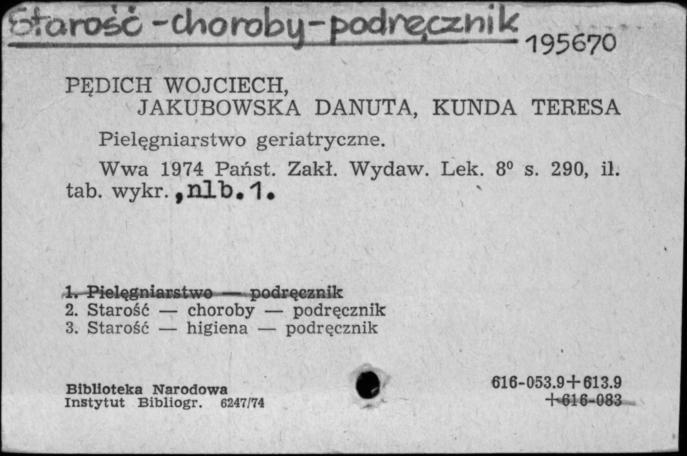 Starość - choroby - podręcznik
195670
PĘDICH WOJCIECH,
JAKUBOWSKA DANUTA, KUNDA TERESA
Pielęgniarstwo geriatryczne.
Wwa 1974 Państ. Zakł. Wydaw. Lek. 8⁰ s. 290, il.
tab. wykr. ,nlb.1.
1. Pielęgniarstwo — podręcznik
2. Starość — choroby — podręcznik
3. Starość — higiena — podręcznik
Biblioteka Narodowa
Instytut Bibliogr. 6247/74
616-053.9+613.9
+616-083